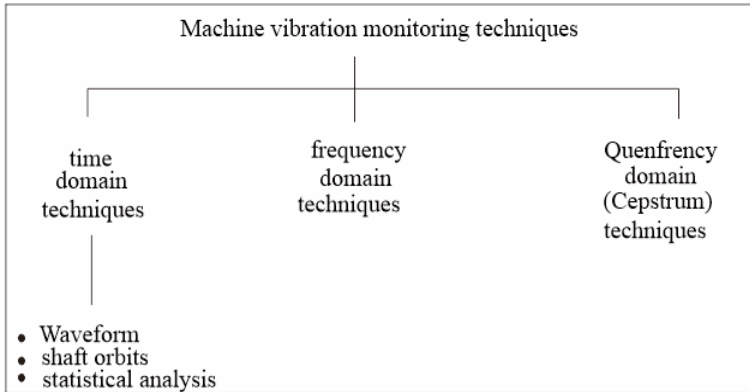 Machine vibration monitoring techniques
time
domain
techniques
frequency
domain
techniques
Quenfrency
domain
(Cepstrum)
techniques
• Waveform
• shaft orbits
• statistical analysis